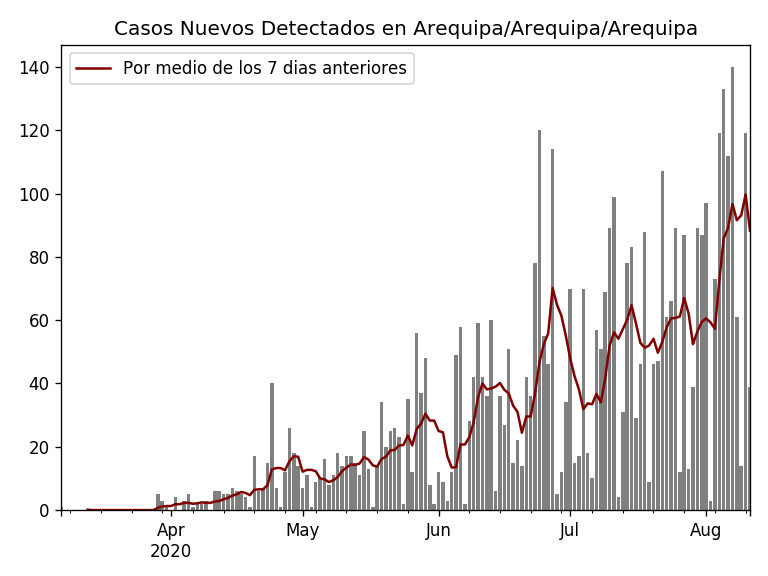 Casos Nuevos Detectados en Arequipa/Arequipa/Arequipa
Por medio de los 7 dias anteriores
140
120
100
80
60
40
20
0
Apr
2020
May
Jun
Jul
Aug